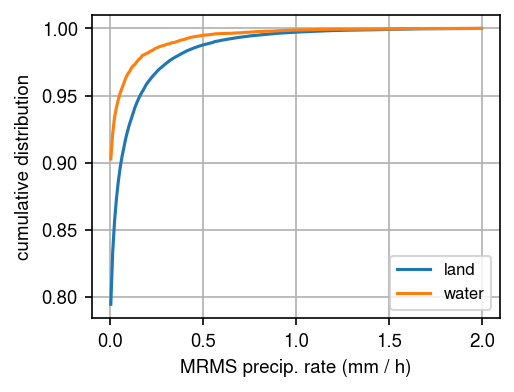 1.00
0.95
0.90
0.85
0.80
cumulative distribution
land
water
0.0 0.5 1.0 1.5 2.0
MRMS precip. rate (mm / h)